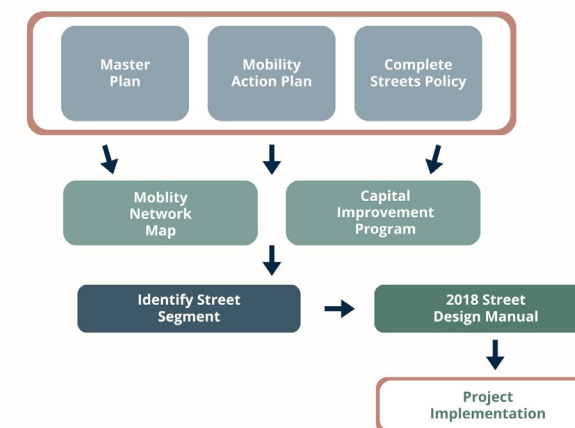 Master
Plan
Mobility
Action Plan
Complete
Streets Policy
Moblity
Network
Map
Capital
Improvement
Program
Identify Street
Segment
2018 Street
Design Manual
Project
Implementation